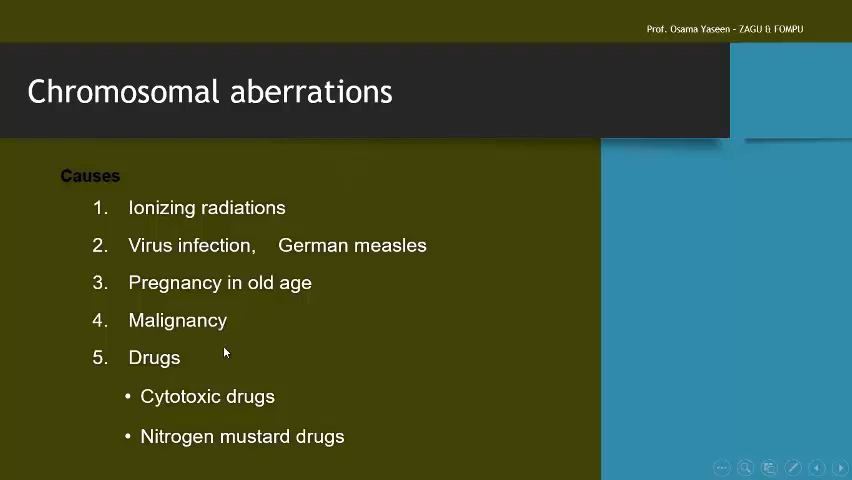 Prof. Osama Yaseen - ZAGU & FOMPU
Chromosomal aberrations
Causes
1. Ionizing radiations
2. Virus infection, German measles
3. Pregnancy in old age
4. Malignancy
5. Drugs
• Cytotoxic drugs
• Nitrogen mustard drugs